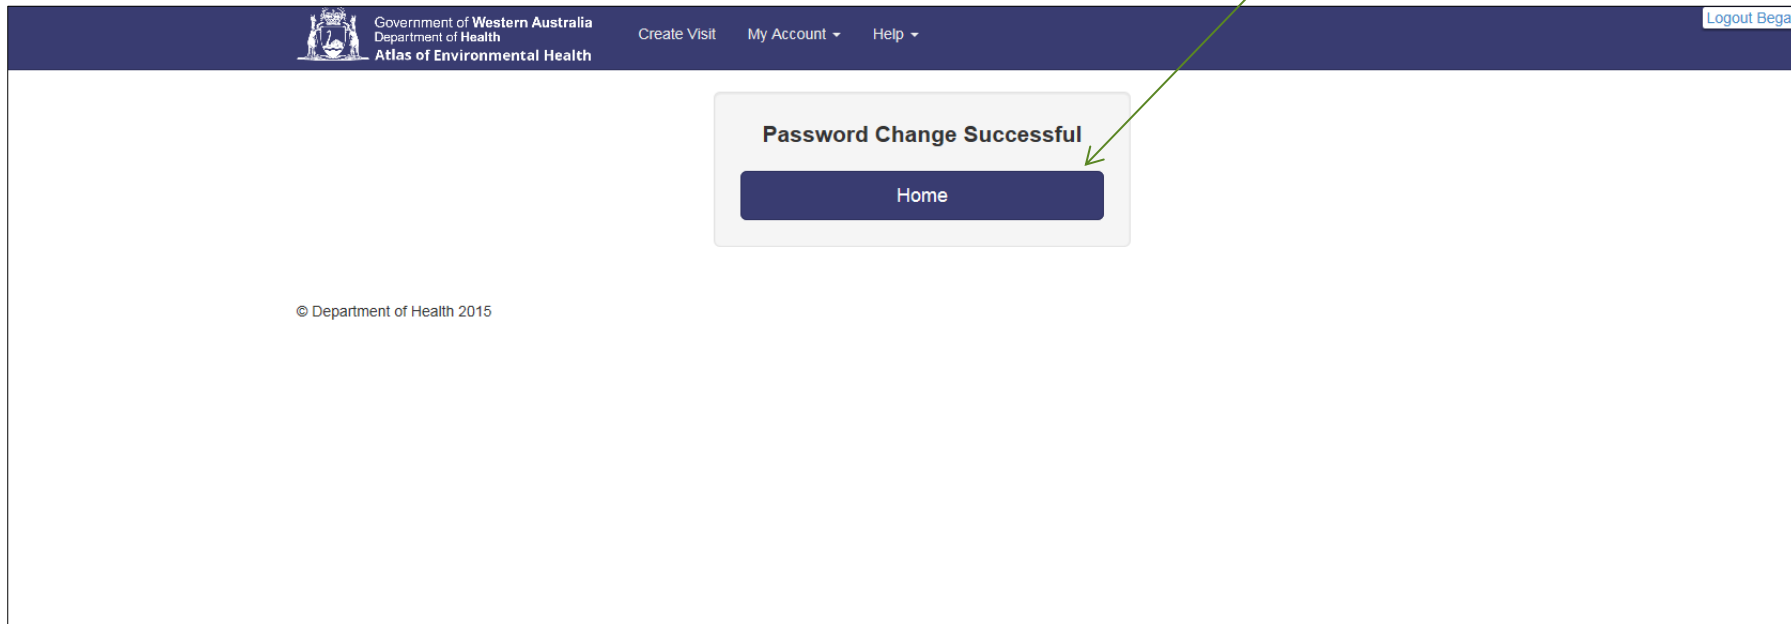 Government of Western Australia
Department of Health
Atlas of Environmental Health
Create Visit My Account Help
Logout Bega
Password Change Successful
Home
© Department of Health 2015